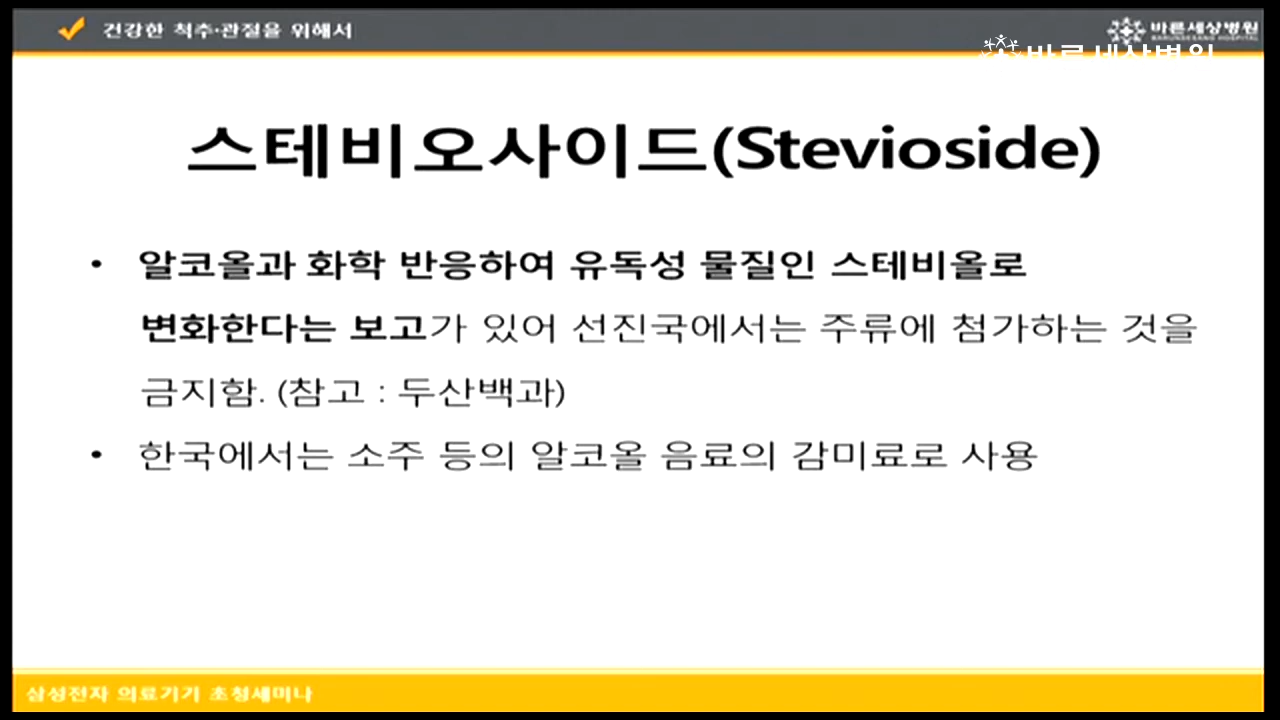 건강한 척추·관절을 위해서
바른세상병원
바른세상병원
스테비오사이드(Stevioside)
• 알코올과 화학 반응하여 유독성 물질인 스테비올로
변화한다는 보고가 있어 선진국에서는 주류에 첨가하는 것을
금지함. (참고 : 두산백과)
• 한국에서는 소주 등의 알코올 음료의 감미료로 사용
삼성전자 의료기기 초청세미나